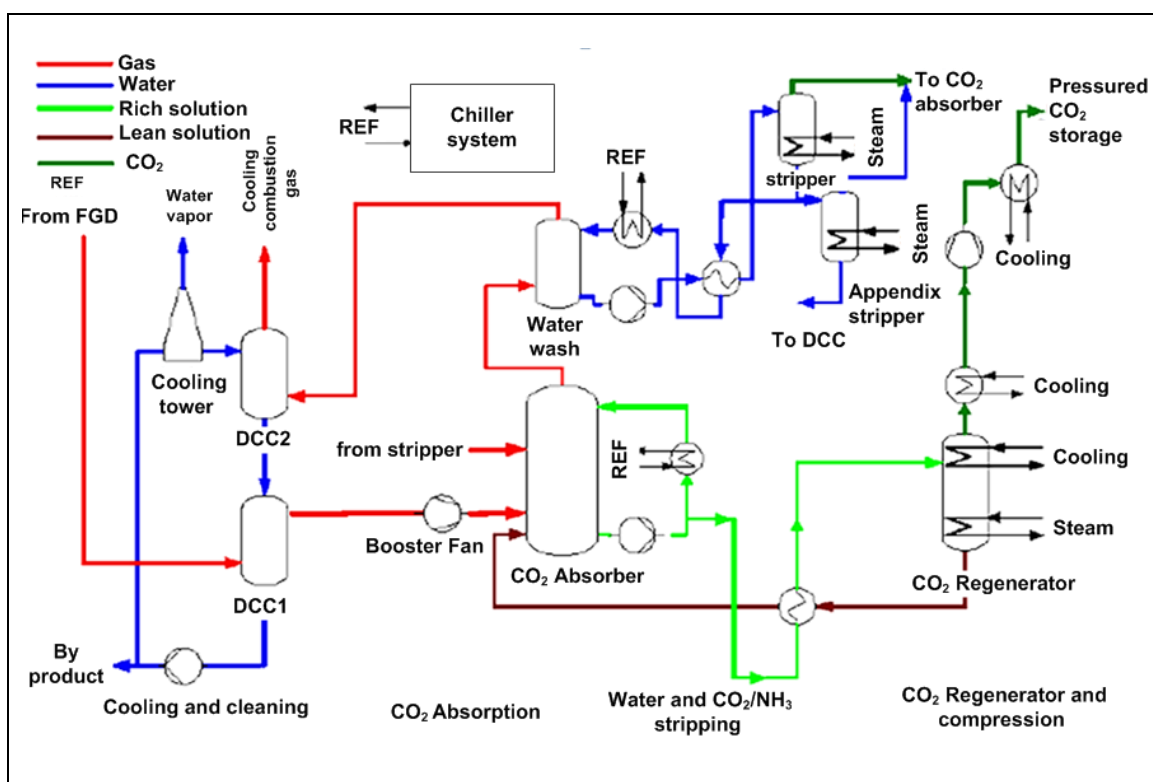 Gas
Water
Rich solution
Lean solution
CO₂
REF
From FGD
Water
vapor
Cooling
combustion
gas
REF
Chiller
system
To CO₂
absorber
Pressured
CO₂
storage
Steam
stripper
REF
Cooling
Steam
Appendix
stripper
To DCC
Water
wash
Cooling
tower
DCC2
Cooling
from stripper
REF
Cooling
Steam
Booster Fan
CO₂ Absorber
CO₂ Regenerator
DCC1
By
product
Cooling and cleaning
CO₂ Absorption
Water and CO₂/NH₃
stripping
CO₂ Regenerator and
compression